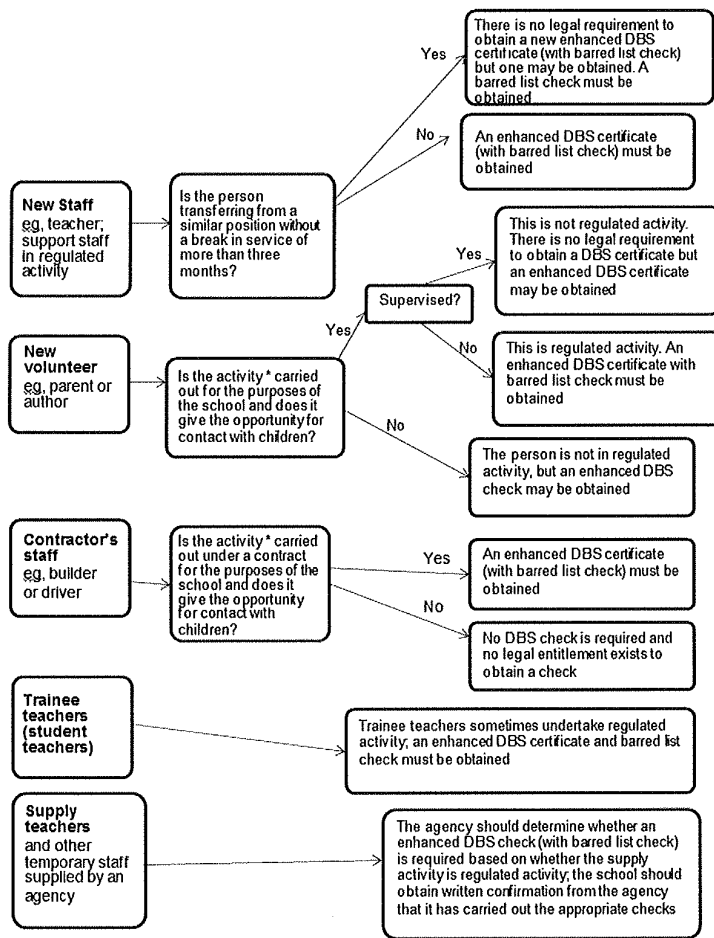 There is no legal requirement to
obtain a new enhanced DBS
certificate (with barred list check)
but one may be obtained. A
barred list check must be
obtained
Yes
No
An enhanced DBS certificate
(with barred list check) must be
obtained
New Staff
eg, teacher;
support staff
in regulated
activity
Is the person
transferring from a
similar position without
a break in service of
more than three
months?
This is not regulated activity.
There is no legal requirement
to obtain a DBS certificate but
an enhanced DBS certificate
may be obtained
Yes
Supervised?
Yes
No
This is regulated activity. An
enhanced DBS certificate with
barred list check must be
obtained
New
volunteer
eg, parent or
author
Is the activity * carried
out for the purposes of
the school and does it
give the opportunity for
contact with children?
No
The person is not in regulated
activity, but an enhanced DBS
check may be obtained
Contractor's
staff
eg, builder
or driver
Is the activity * carried
out under a contract
for the purposes of the
school and does it
give the opportunity
for contact with
children?
Yes
An enhanced DBS certificate
(with barred list check) must be
obtained
No
No DBS check is required and
no legal entitlement exists to
obtain a check
Trainee
teachers
(student
teachers)
Trainee teachers sometimes undertake regulated
activity; an enhanced DBS certificate and barred list
check must be obtained
Supply
teachers
and other
temporary staff
supplied by an
agency
The agency should determine whether an
enhanced DBS check (with barred list check)
is required based on whether the supply
activity is regulated activity; the school should
obtain written confirmation from the agency
that it has carried out the appropriate checks